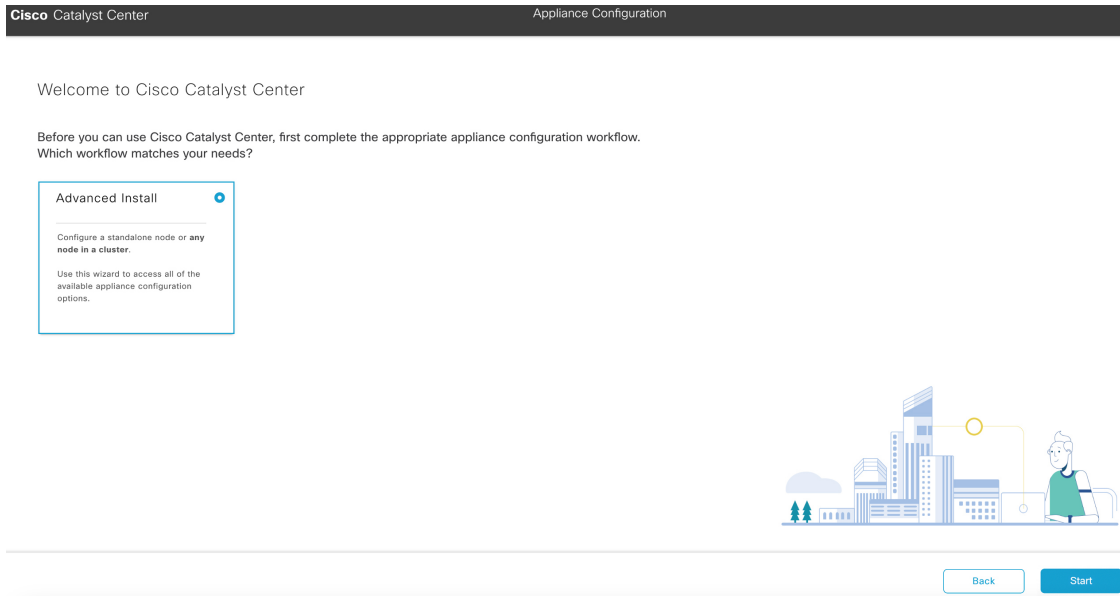 Cisco Catalyst Center
Appliance Configuration
Welcome to Cisco Catalyst Center
Before you can use Cisco Catalyst Center, first complete the appropriate appliance configuration workflow.
Which workflow matches your needs?
Advanced Install
Configure a standalone node or any
node in a cluster.
Use this wizard to access all of the
available appliance configuration
options.
Back
Start